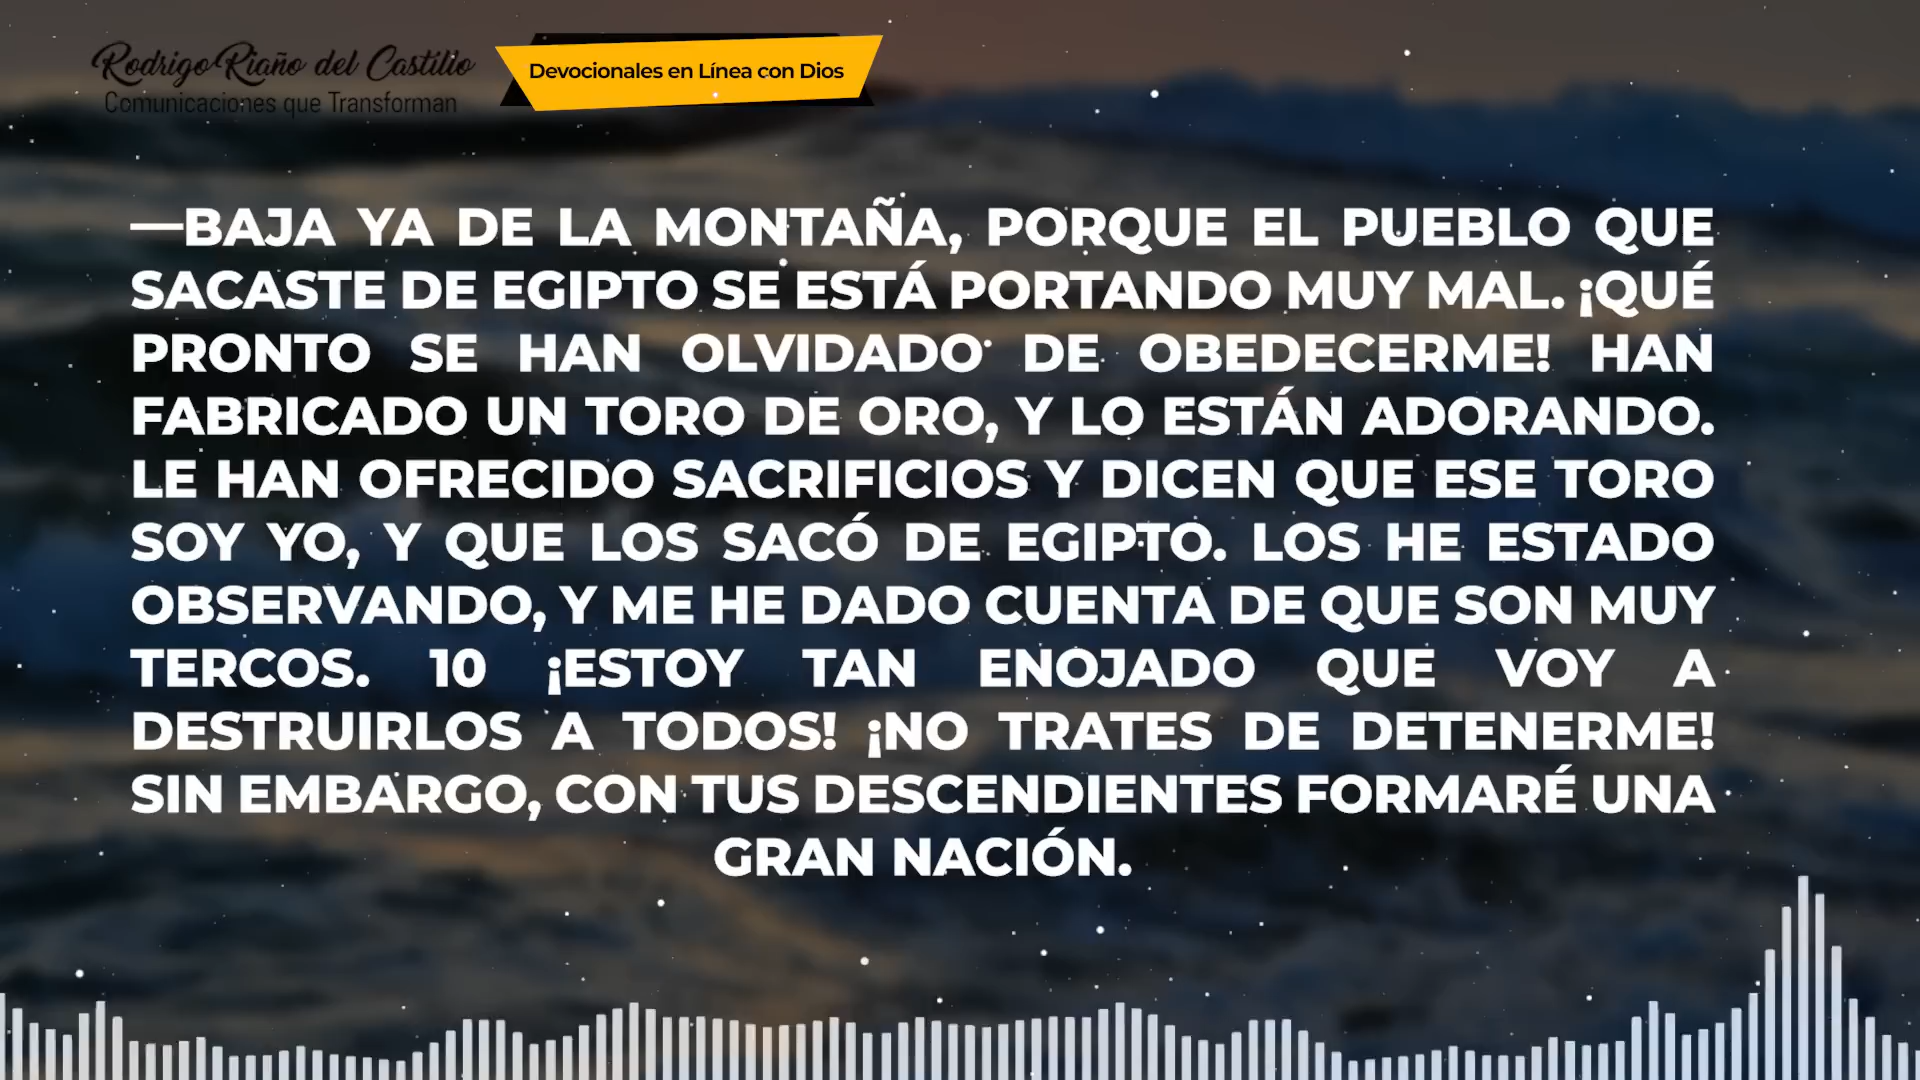 Rodrigo Riaño del Castillo
Comunicaciones que Transforman
Devocionales en Línea con Dios
—BAJA YA DE LA MONTAÑA, PORQUE EL PUEBLO QUE
SACASTE DE EGIPTO SE ESTÁ PORTANDO MUY MAL. ¡QUÉ
PRONTO SE HAN OLVIDADO DE OBEDECERME! HAN
FABRICADO UN TORO DE ORO, Y LO ESTÁN ADORANDO.
LE HAN OFRECIDO SACRIFICIOS Y DICEN QUE ESE TORO
SOY YO, Y QUE LOS SACÓ DE EGIPTO. LOS HE ESTADO
OBSERVANDO, Y ME HE DADO CUENTA DE QUE SON MUY
TERCOS. 10 ¡ESTOY TAN ENOJADO QUE VOY A
DESTRUIRLOS A TODOS! ¡NO TRATES DE DETENERME!
SIN EMBARGO, CON TUS DESCENDIENTES FORMARÉ UNA
GRAN NACIÓN.